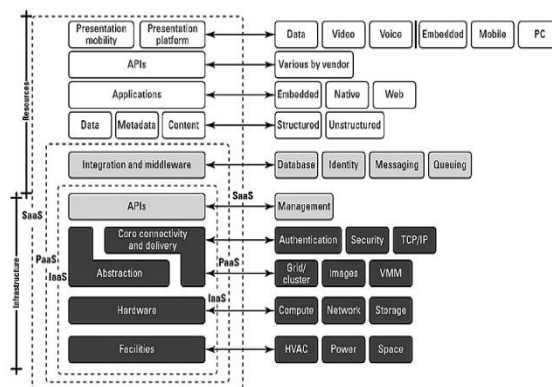 Presentation mobility
Presentation platform
Data Video Voice Embedded Mobile PC
APIs
Various by vendor
Applications
Embedded Native Web
Data Metadata Content
Structured Unstructured
Integration and middleware
Database Identity Messaging Queuing
APIs
SaaS
Management
Core connectivity and delivery
Authentication Security TCP/IP
Abstraction
PaaS
Grid/cluster
Images VMM
Hardware
IaaS
Compute Network Storage
Facilities
HVAC Power Space
Resources
Infrastructure
SaaS
PaaS
IaaS